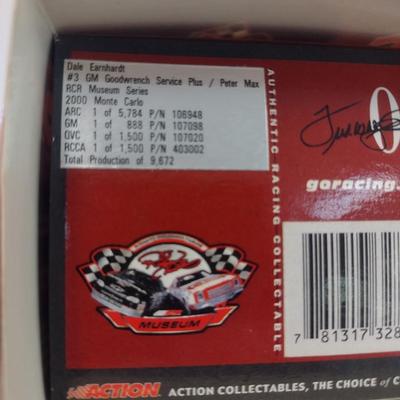 Dale Earnhardt
#3 GM Goodwrench Service Plus / Peter Max
RCR Museum Series
2000 Monte Carlo
ARC 1 of 5,784 P/N 106948
GM 1 of 888 P/N 107098
QVC 1 of 1,500 P/N 107020
RCCA 1 of 1,500 P/N 403002
Total Production of 9,672
AUTHENTIC RACING COLLECTABLE
goracing.
MUSEUM
7 81317 328
ACTION ACTION COLLECTABLES, THE CHOICE of C